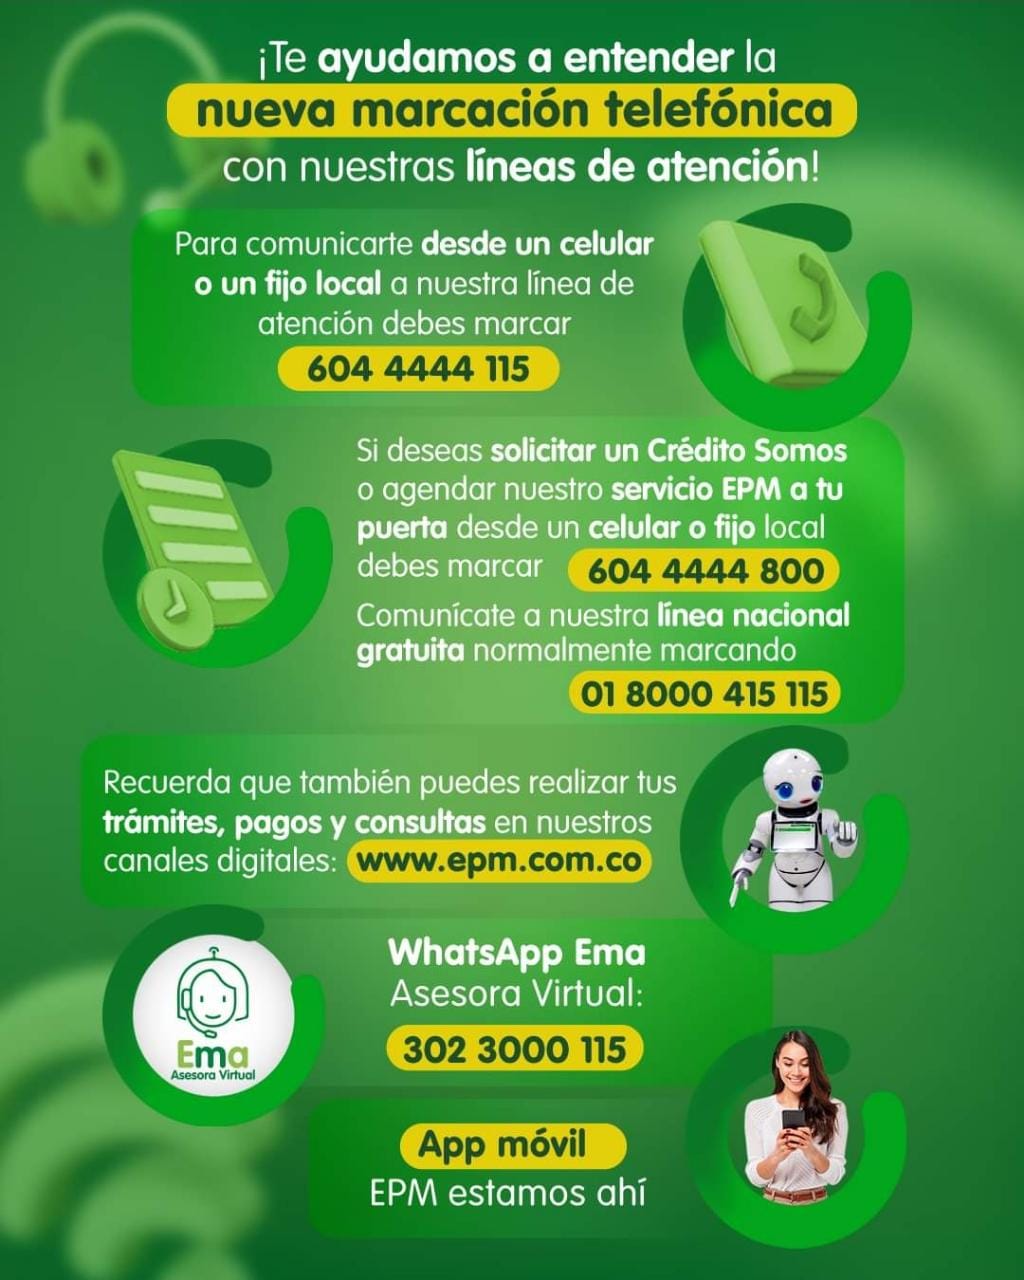 ¡Te ayudamos a entender la
nueva marcación telefónica
con nuestras líneas de atención!
Para comunicarte desde un celular
o un fijo local a nuestra línea de
atención debes marcar
604 4444 115
Si deseas solicitar un Crédito Somos
o agendar nuestro servicio EPM a tu
puerta desde un celular o fijo local
debes marcar 604 4444 800
Comunícate a nuestra línea nacional
gratuita normalmente marcando
01 8000 415 115
Recuerda que también puedes realizar tus
trámites, pagos y consultas en nuestros
canales digitales: www.epm.com.co
WhatsApp Ema
Asesora Virtual:
302 3000 115
Ema
Asesora Virtual
App móvil
EPM estamos ahí